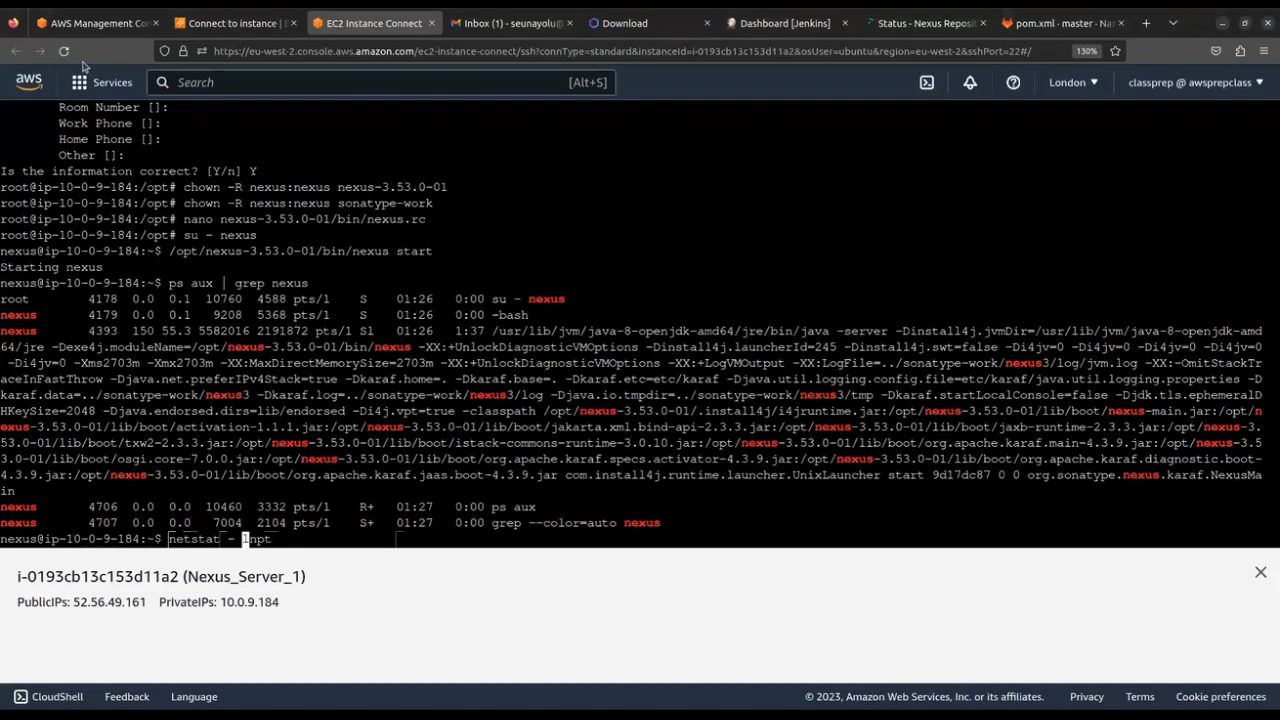 AWS Management Co
Connect to instance | E
EC2 Instance Connect
Inbox (1) - seunayolu@
Download
Dashboard [Jenkins]
Status - Nexus Reposit
pom.xml · master · Nan
https://eu-west-2.console.aws.amazon.com/ec2-instance-connect/ssh?connType=standard&instanceId=i-0193cb13c153d11a2&osUser=ubuntu&region=eu-west-2&sshPort=22#/
130%
aws
Services
Search
[Alt+S]
London
classprep @ awsprepclass
Room Number []:
Work Phone []:
Home Phone []:
Other []:
Is the information correct? [Y/n] Y
root@ip-10-0-9-184:/opt# chown -R nexus:nexus nexus-3.53.0-01
root@ip-10-0-9-184:/opt# chown -R nexus:nexus sonatype-work
root@ip-10-0-9-184:/opt# nano nexus-3.53.0-01/bin/nexus.rc
root@ip-10-0-9-184:/opt# su - nexus
nexus@ip-10-0-9-184:~$ /opt/nexus-3.53.0-01/bin/nexus start
Starting nexus
nexus@ip-10-0-9-184:~$ ps aux | grep nexus
root 4178 0.0 0.1 10760 4588 pts/1 S 01:26 0:00 su - nexus
nexus 4179 0.0 0.1 9208 5368 pts/1 S 01:26 0:00 -bash
nexus 4393 150 55.3 5582016 2191872 pts/1 Sl 01:26 1:37 /usr/lib/jvm/java-8-openjdk-amd64/jre/bin/java -server -Dinstall4j.jvmDir=/usr/lib/jvm/java-8-openjdk-amd
64/jre -Dexe4j.moduleName=/opt/nexus-3.53.0-01/bin/nexus -XX:+UnlockDiagnosticVMOptions -Dinstall4j.launcherId=245 -Dinstall4j.swt=false -Di4jv=0 -Di4jv=0 -Di4jv=0 -Di4jv=0
-Di4jv=0 -Xms2703m -Xmx2703m -XX:MaxDirectMemorySize=2703m -XX:+UnlockDiagnosticVMOptions -XX:+LogVMOutput -XX:LogFile=../sonatype-work/nexus3/log/jvm.log -XX:-OmitStackTr
aceInFastThrow -Djava.net.preferIPv4Stack=true -Dkaraf.home=. -Dkaraf.base=. -Dkaraf.etc=etc/karaf -Djava.util.logging.config.file=etc/karaf/java.util.logging.properties -D
karaf.data=../sonatype-work/nexus3 -Dkaraf.log=../sonatype-work/nexus3/log -Djava.io.tmpdir=../sonatype-work/nexus3/tmp -Dkaraf.startLocalConsole=false -Djdk.tls.ephemeralD
HKeySize=2048 -Djava.endorsed.dirs=lib/endorsed -Di4j.vpt=true -classpath /opt/nexus-3.53.0-01/.install4j/i4jruntime.jar:/opt/nexus-3.53.0-01/lib/boot/nexus-main.jar:/opt/n
exus-3.53.0-01/lib/boot/activation-1.1.1.jar:/opt/nexus-3.53.0-01/lib/boot/jakarta.xml.bind-api-2.3.3.jar:/opt/nexus-3.53.0-01/lib/boot/jaxb-runtime-2.3.3.jar:/opt/nexus-3.
53.0-01/lib/boot/txw2-2.3.3.jar:/opt/nexus-3.53.0-01/lib/boot/istack-commons-runtime-3.0.10.jar:/opt/nexus-3.53.0-01/lib/boot/org.apache.karaf.main-4.3.9.jar:/opt/nexus-3.5
3.0-01/lib/boot/osgi.core-7.0.0.jar:/opt/nexus-3.53.0-01/lib/boot/org.apache.karaf.specs.activator-4.3.9.jar:/opt/nexus-3.53.0-01/lib/boot/org.apache.karaf.diagnostic.boot-
4.3.9.jar:/opt/nexus-3.53.0-01/lib/boot/org.apache.karaf.jaas.boot-4.3.9.jar com.install4j.runtime.launcher.UnixLauncher start 9d17dc87 0 0 org.sonatype.nexus.karaf.NexusMa
in
nexus 4706 0.0 0.0 10460 3332 pts/1 R+ 01:27 0:00 ps aux
nexus 4707 0.0 0.0 7004 2104 pts/1 S+ 01:27 0:00 grep --color=auto nexus
nexus@ip-10-0-9-184:~$ netstat - lnpt
i-0193cb13c153d11a2 (Nexus_Server_1)
PublicIPs: 52.56.49.161 PrivateIPs: 10.0.9.184
CloudShell
Feedback
Language
© 2023, Amazon Web Services, Inc. or its affiliates.
Privacy
Terms
Cookie preferences